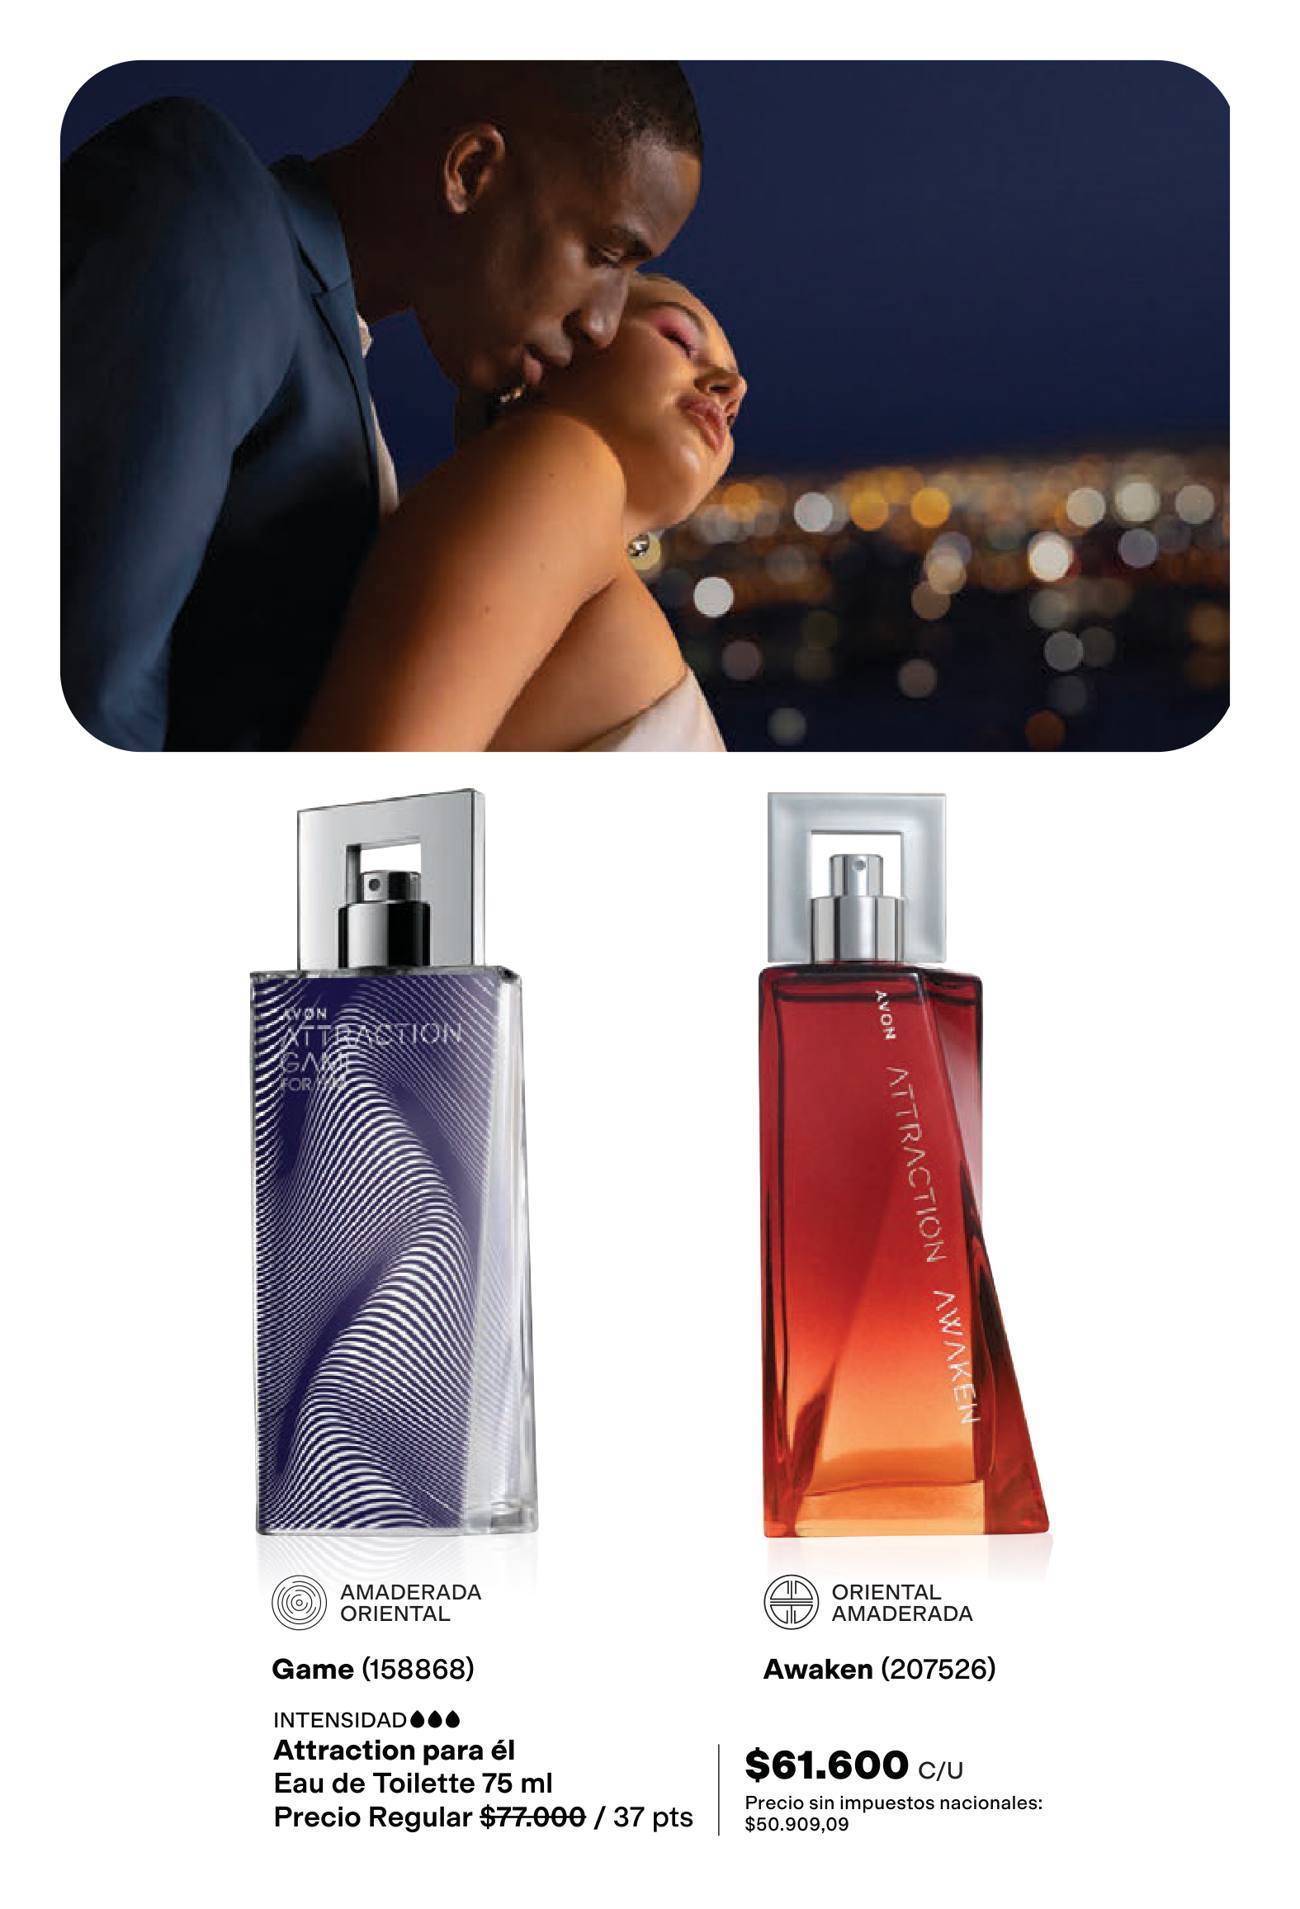 AVON
ATTRACTION
GAME
FOR HIM
AVON ATTRACTION AWAKEN
AMADERADA
ORIENTAL
ORIENTAL
AMADERADA
Game (158868)
Awaken (207526)
INTENSIDAD
Attraction para él
Eau de Toilette 75 ml
Precio Regular $77.000 / 37 pts
$61.600 C/U
Precio sin impuestos nacionales:
$50.909,09